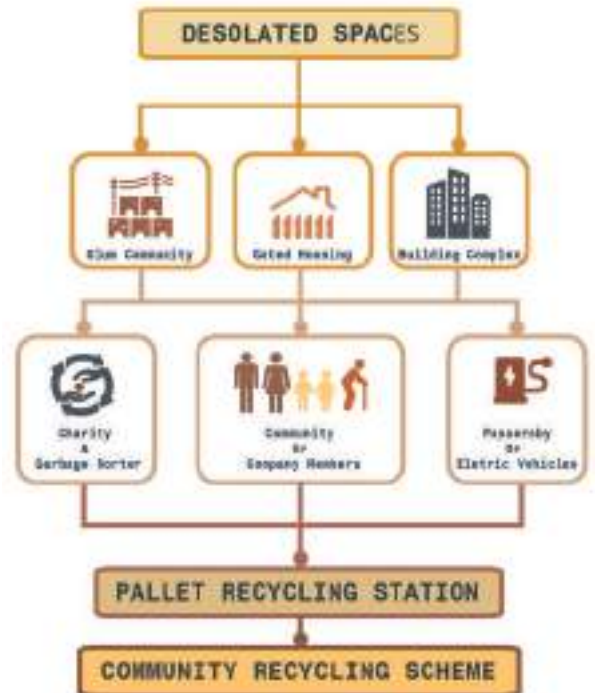 DESOLATED SPACES
Slum Community
Gated Housing
Building Complex
Charity
&
Garbage Sorter
Community
Or
Company Members
Passersby
Or
Eletric Vehicles
PALLET RECYCLING STATION
COMMUNITY RECYCLING SCHEME